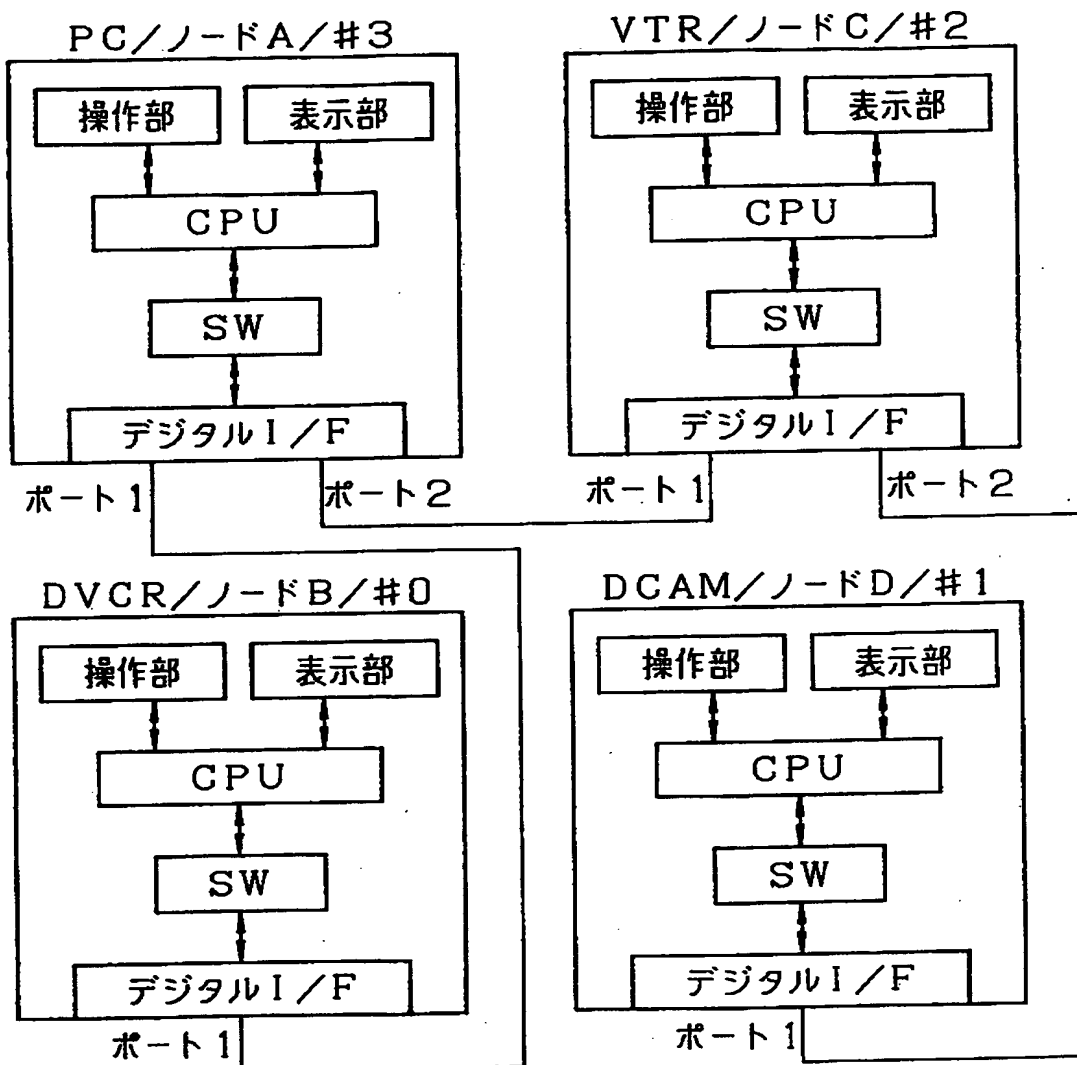 PC/ノードA/#3
操作部
表示部
CPU
SW
デジタルI/F
ポート1
ポート2
VTR/ノードC/#2
操作部
表示部
CPU
SW
デジタルI/F
ポート1
ポート2
DVCR/ノードB/#0
操作部
表示部
CPU
SW
デジタルI/F
ポート1
DCAM/ノードD/#1
操作部
表示部
CPU
SW
デジタルI/F
ポート1